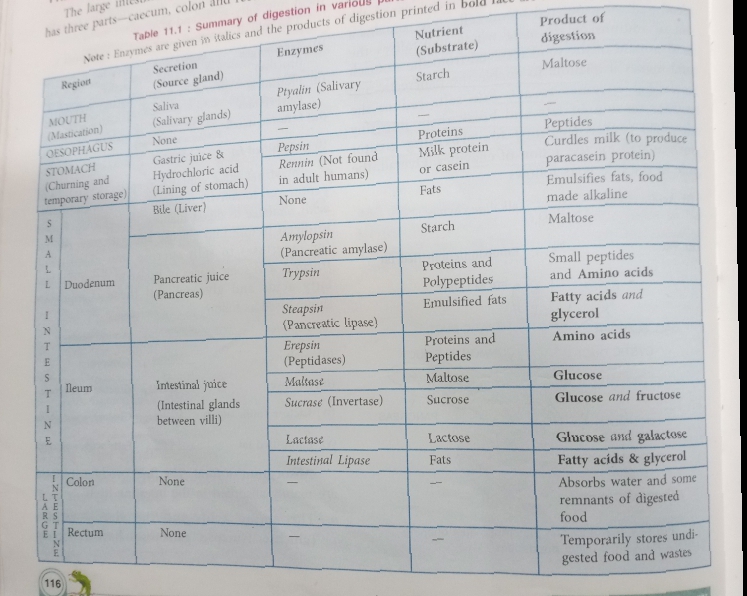 The large intes
has three parts—caecum, colon and
Table 11.1 : Summary of digestion in various
Note : Enzymes are given in italics and the products of digestion printed in bold face
Region
Secretion
(Source gland)
Enzymes
Nutrient
(Substrate)
Product of
digestion
MOUTH
(Mastication)
Saliva
(Salivary glands)
Ptyalin (Salivary
amylase)
Starch
Maltose
OESOPHAGUS
None
—
—
—
STOMACH
(Churning and
temporary storage)
Gastric juice &
Hydrochloric acid
(Lining of stomach)
Pepsin
Proteins
Peptides
Rennin (Not found
in adult humans)
Milk protein
or casein
Curdles milk (to produce
paracasein protein)
SMALL INTESTINE
Duodenum
Bile (Liver)
None
Fats
Emulsifies fats, food
made alkaline
Pancreatic juice
(Pancreas)
Amylopsin
(Pancreatic amylase)
Starch
Maltose
Trypsin
Proteins and
Polypeptides
Small peptides
and Amino acids
Steapsin
(Pancreatic lipase)
Emulsified fats
Fatty acids and
glycerol
Ileum
Intestinal juice
(Intestinal glands
between villi)
Erepsin
(Peptidases)
Proteins and
Peptides
Amino acids
Maltase
Maltose
Glucose
Sucrase (Invertase)
Sucrose
Glucose and fructose
Lactase
Lactose
Glucose and galactose
Intestinal Lipase
Fats
Fatty acids & glycerol
LARGE INTESTINE
Colon
None
—
—
Absorbs water and some
remnants of digested
food
Rectum
None
—
—
Temporarily stores undi-
gested food and wastes
116